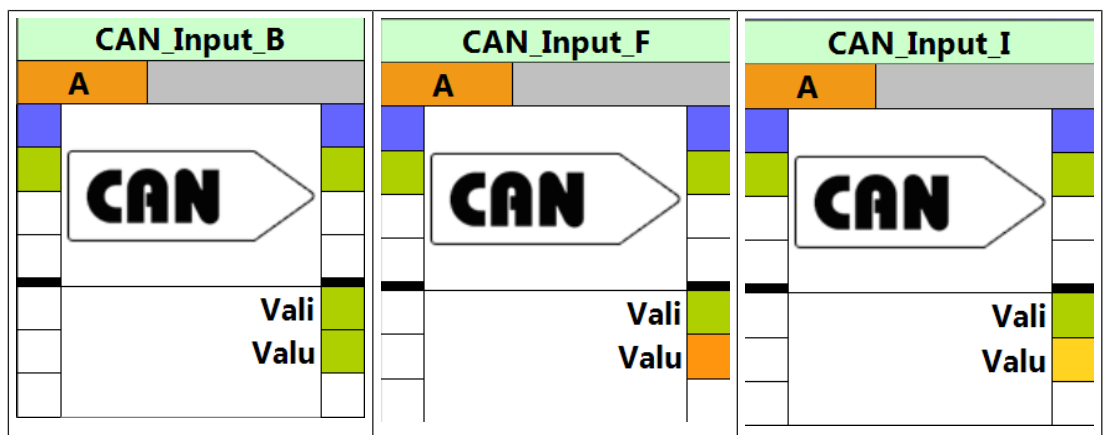 CAN_Input_B
A
CAN
Vali
Valu
CAN_Input_F
A
CAN
Vali
Valu
CAN_Input_I
A
CAN
Vali
Valu